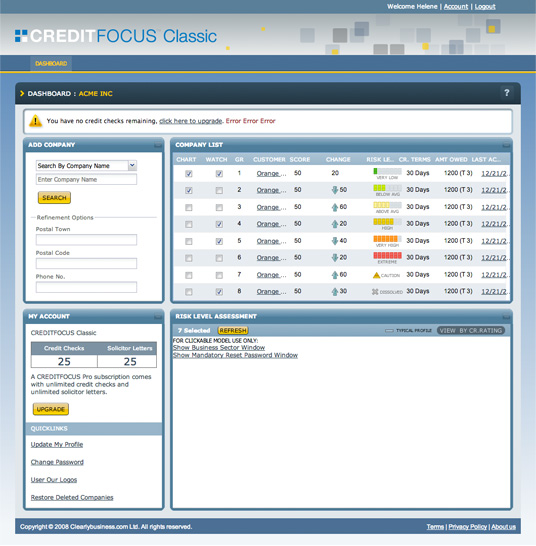 Welcome Helene | Account | Logout
CREDITFOCUS Classic
DASHBOARD
DASHBOARD : ACME INC
?
You have no credit checks remaining, click here to upgrade. Error Error Error
ADD COMPANY
Search By Company Name
Enter Company Name
SEARCH
Refinement Options
Postal Town
Postal Code
Phone No.
COMPANY LIST
CHART WATCH GR CUSTOMER SCORE CHANGE RISK LE.. CR. TERMS AMT OWED LAST AC...
1 Orange ... 50 20 VERY LOW 30 Days 1200 (T 3) 12/21/2..
2 Orange ... 50 50 BELOW AVG 30 Days 1200 (T 3) 12/21/2..
3 Orange ... 50 60 ABOVE AVG 30 Days 1200 (T 3) 12/21/2..
4 Orange ... 50 20 HIGH 30 Days 1200 (T 3) 12/21/2..
5 Orange ... 50 40 VERY HIGH 30 Days 1200 (T 3) 12/21/2..
6 Orange ... 50 20 EXTREME 30 Days 1200 (T 3) 12/21/2..
7 Orange ... 50 60 CAUTION 30 Days 1200 (T 3) 12/21/2..
8 Orange ... 50 30 DISSOLVED 30 Days 1200 (T 3) 12/21/2..
MY ACCOUNT
CREDITFOCUS Classic
Credit Checks Solicitor Letters
25 25
A CREDITFOCUS Pro subscription comes
with unlimited credit checks and
unlimited solicitor letters.
UPGRADE
QUICKLINKS
Update My Profile
Change Password
User Our Logos
Restore Deleted Companies
RISK LEVEL ASSESSMENT
7 Selected REFRESH TYPICAL PROFILE VIEW BY CR.RATING
FOR CLICKABLE MODEL USE ONLY:
Show Business Sector Window
Show Mandatory Reset Password Window
Copyright © 2008 Clearlybusiness.com Ltd. All rights reserved.
Terms | Privacy Policy | About us